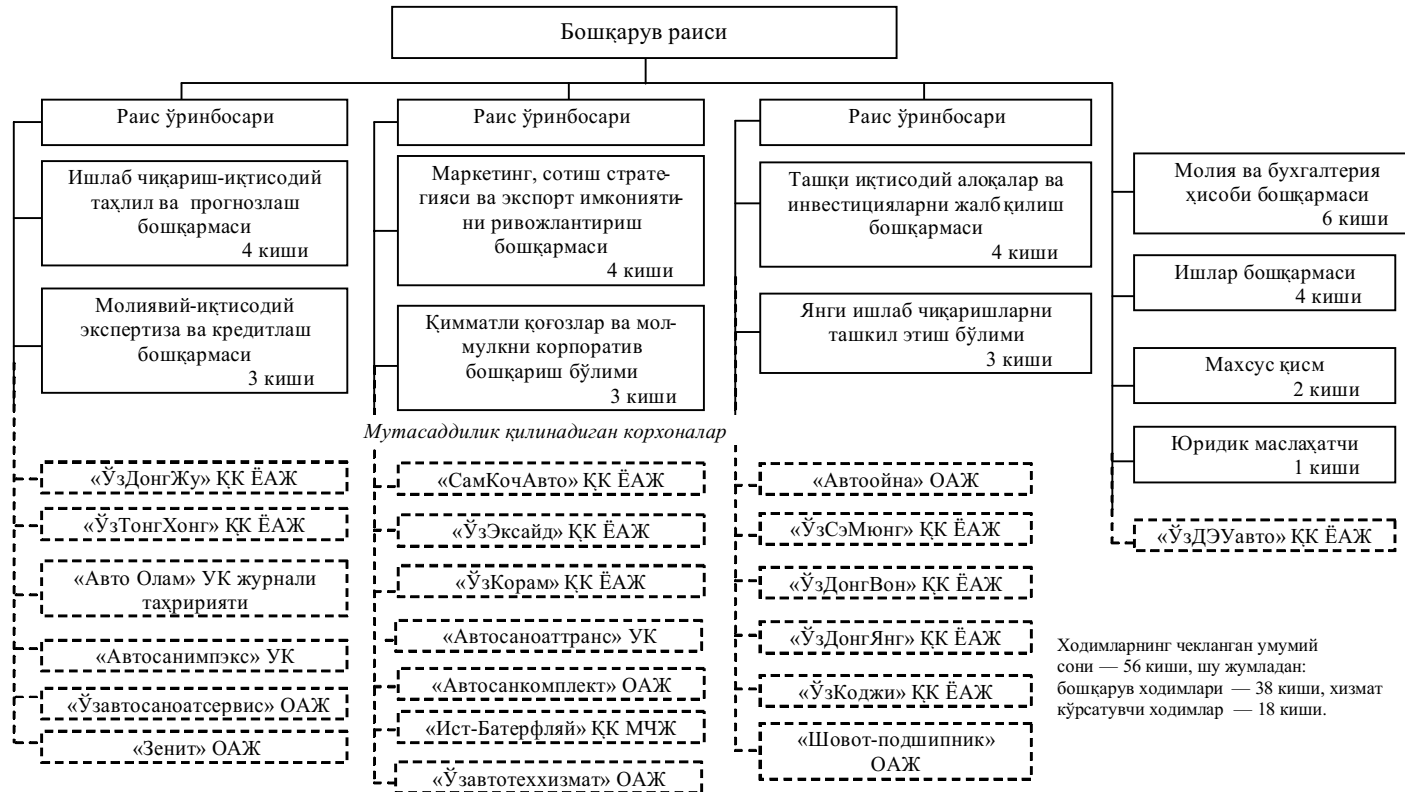 Бошқарув раиси
Раис ўринбосари
Ишлаб чиқариш-иқтисодий
таҳлил ва прогнозлаш
бошқармаси
4 киши
Молиявий-иқтисодий
экспертиза ва кредитлаш
бошқармаси
3 киши
Раис ўринбосари
Маркетинг, сотиш страте-
гияси ва экспорт имконияти-
ни ривожлантириш
бошқармаси
4 киши
Қимматли қоғозлар ва мол-
мулкни корпоратив
бошқариш бўлими
3 киши
Раис ўринбосари
Ташқи иқтисодий алоқалар ва
инвестицияларни жалб қилиш
бошқармаси
4 киши
Янги ишлаб чиқаришларни
ташкил этиш бўлими
3 киши
Молия ва бухгалтерия
ҳисоби бошқармаси
6 киши
Ишлар бошқармаси
4 киши
Махсус қисм
2 киши
Юридик маслаҳатчи
1 киши
Мутасаддилик қилинадиган корхоналар
«ЎзДонгЖу» ҚК ЁАЖ
«ЎзТонгХонг» ҚК ЁАЖ
«Авто Олам» УК журнали
таҳририяти
«Автосанимпэкс» УК
«Ўзавтосаноатсервис» ОАЖ
«Зенит» ОАЖ
«СамКочАвто» ҚК ЁАЖ
«ЎзЭксайд» ҚК ЁАЖ
«ЎзКорам» ҚК ЁАЖ
«Автосаноаттранс» УК
«Автосанкомплект» ОАЖ
«Ист-Батерфляй» ҚК МЧЖ
«Ўзавтотеххизмат» ОАЖ
«Автоойна» ОАЖ
«ЎзСэМюнг» ҚК ЁАЖ
«ЎзДонгВон» ҚК ЁАЖ
«ЎзДонгЯнг» ҚК ЁАЖ
«ЎзКоджи» ҚК ЁАЖ
«Шовот-подшипник»
ОАЖ
«ЎзДЭУавто» ҚК ЁАЖ
Ходимларнинг чекланган умумий
сони — 56 киши, шу жумладан:
бошқарув ходимлари — 38 киши, хизмат
кўрсатувчи ходимлар — 18 киши.